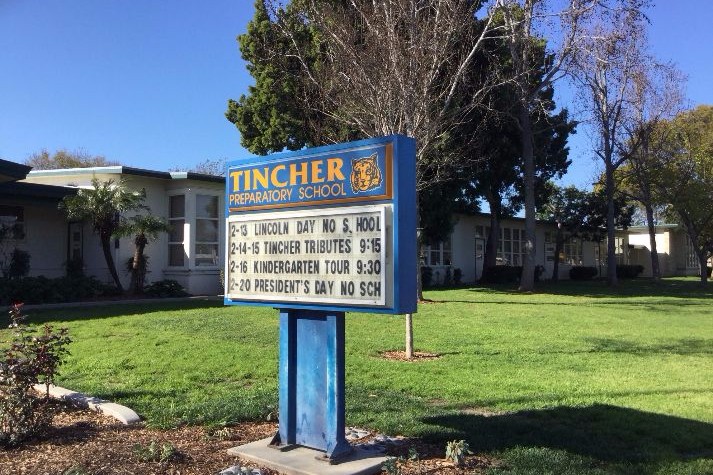 TINCHER
PREPARATORY SCHOOL
2-13 LINCOLN DAY NO S HOOL
2-14-15 TINCHER TRIBUTES 9:15
2-16 KINDERGARTEN TOUR 9:30
2-20 PRESIDENT'S DAY NO SCH